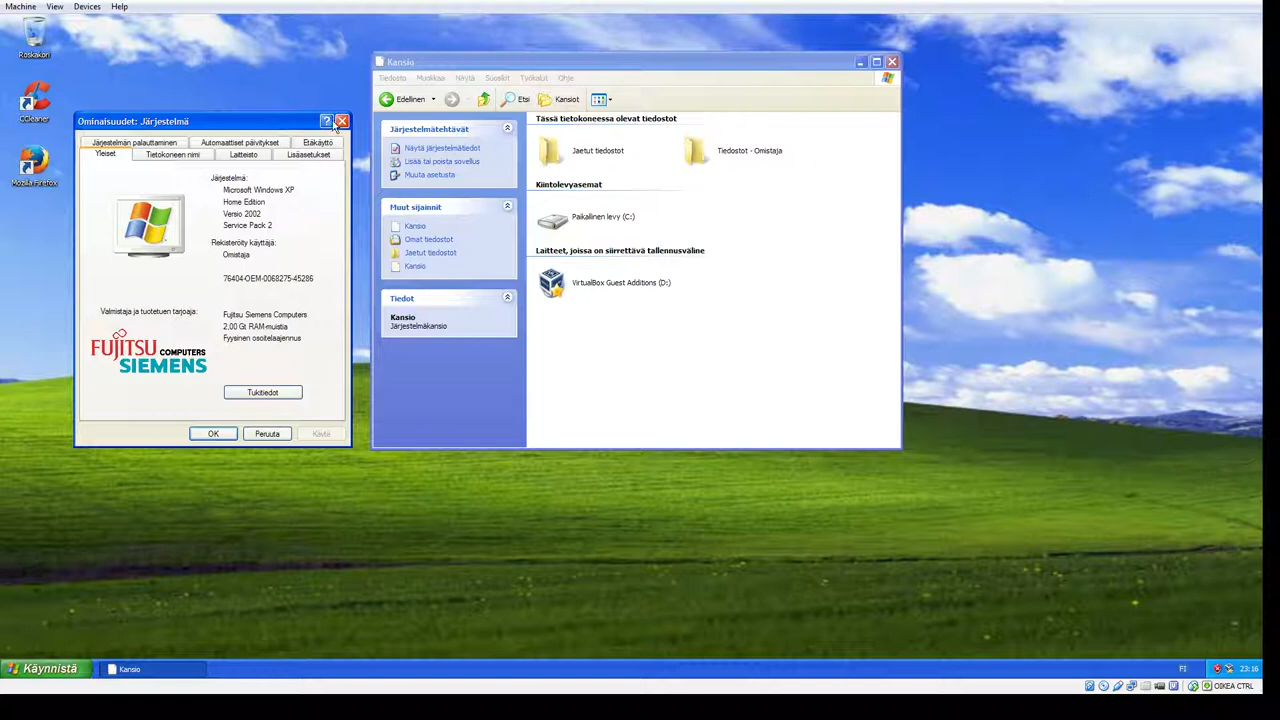 Machine View Devices Help
Roskakori
CCleaner
Mozilla Firefox
Ominaisuudet: Järjestelmä
Järjestelmän palauttaminen Automaattiset päivitykset Etäkäyttö
Yleiset Tietokoneen nimi Laitteisto Lisäasetukset
Järjestelmä:
Microsoft Windows XP
Home Edition
Versio 2002
Service Pack 2
Rekisteröity käyttäjä:
Omistaja
76404-OEM-0068275-45286
Valmistaja ja tuotetuen tarjoaja:
Fujitsu Siemens Computers
2,00 Gt RAM-muistia
Fyysinen osoitelaajennus
FUJITSU COMPUTERS
SIEMENS
Tukitiedot
OK Peruuta Käytä
Kansio
Tiedosto Muokkaa Näytä Suosikit Työkalut Ohje
Edellinen Etsi Kansiot
Järjestelmätehtävät
Näytä järjestelmätiedot
Lisää tai poista sovellus
Muuta asetusta
Muut sijainnit
Kansio
Omat tiedostot
Jaetut tiedostot
Kansio
Tiedot
Kansio
Järjestelmäkansio
Tässä tietokoneessa olevat tiedostot
Jaetut tiedostot Tiedostot - Omistaja
Kiintolevyasemat
Paikallinen levy (C:)
Laitteet, joissa on siirrettävä tallennusväline
VirtualBox Guest Additions (D:)
Käynnistä Kansio FI 23:16
OIKEA CTRL